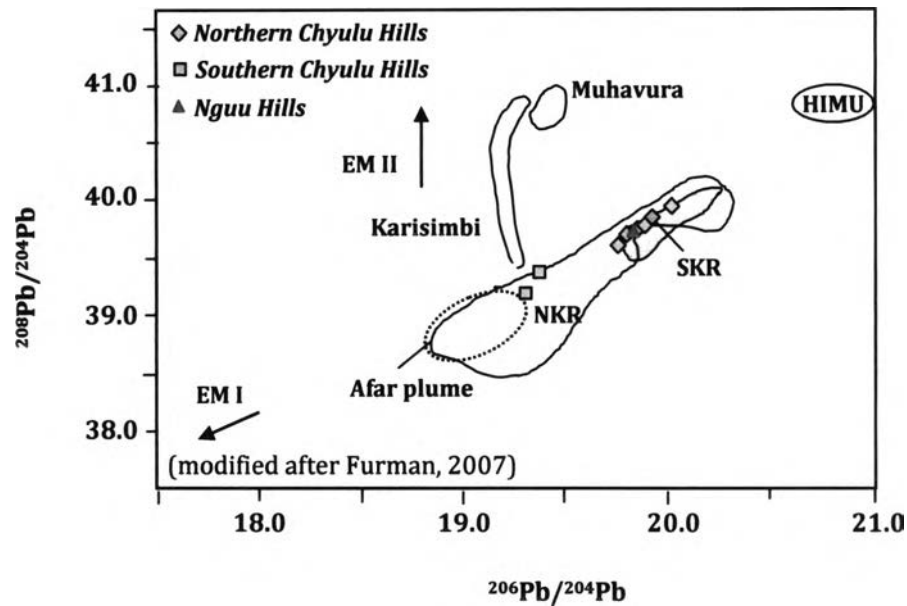 Northern Chyulu Hills
Southern Chyulu Hills
Nguu Hills
41.0
40.0
39.0
38.0
²⁰⁸Pb/²⁰⁴Pb
Muhavura
HIMU
EM II
Karisimbi
SKR
NKR
Afar plume
EM I
(modified after Furman, 2007)
18.0
19.0
20.0
21.0
²⁰⁶Pb/²⁰⁴Pb